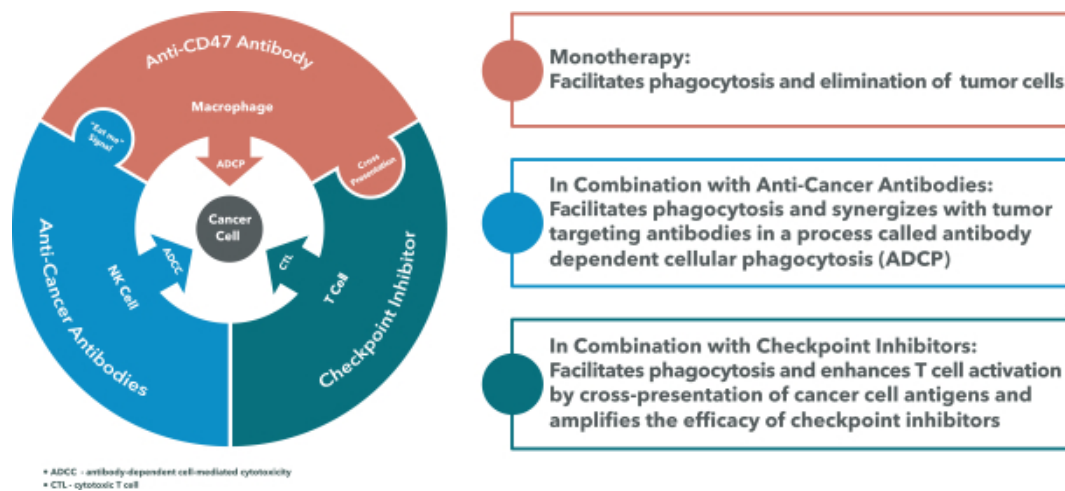 Anti-CD47 Antibody
Macrophage
"Eat me"
Signal
ADCP
Cross
Presentation
Cancer
Cell
ADCC
CTL
NK Cell
T Cell
Anti-Cancer Antibodies
Checkpoint Inhibitor
Monotherapy:
Facilitates phagocytosis and elimination of tumor cells
In Combination with Anti-Cancer Antibodies:
Facilitates phagocytosis and synergizes with tumor
targeting antibodies in a process called antibody
dependent cellular phagocytosis (ADCP)
In Combination with Checkpoint Inhibitors:
Facilitates phagocytosis and enhances T cell activation
by cross-presentation of cancer cell antigens and
amplifies the efficacy of checkpoint inhibitors
• ADCC - antibody-dependent cell-mediated cytotoxicity
• CTL - cytotoxic T cell